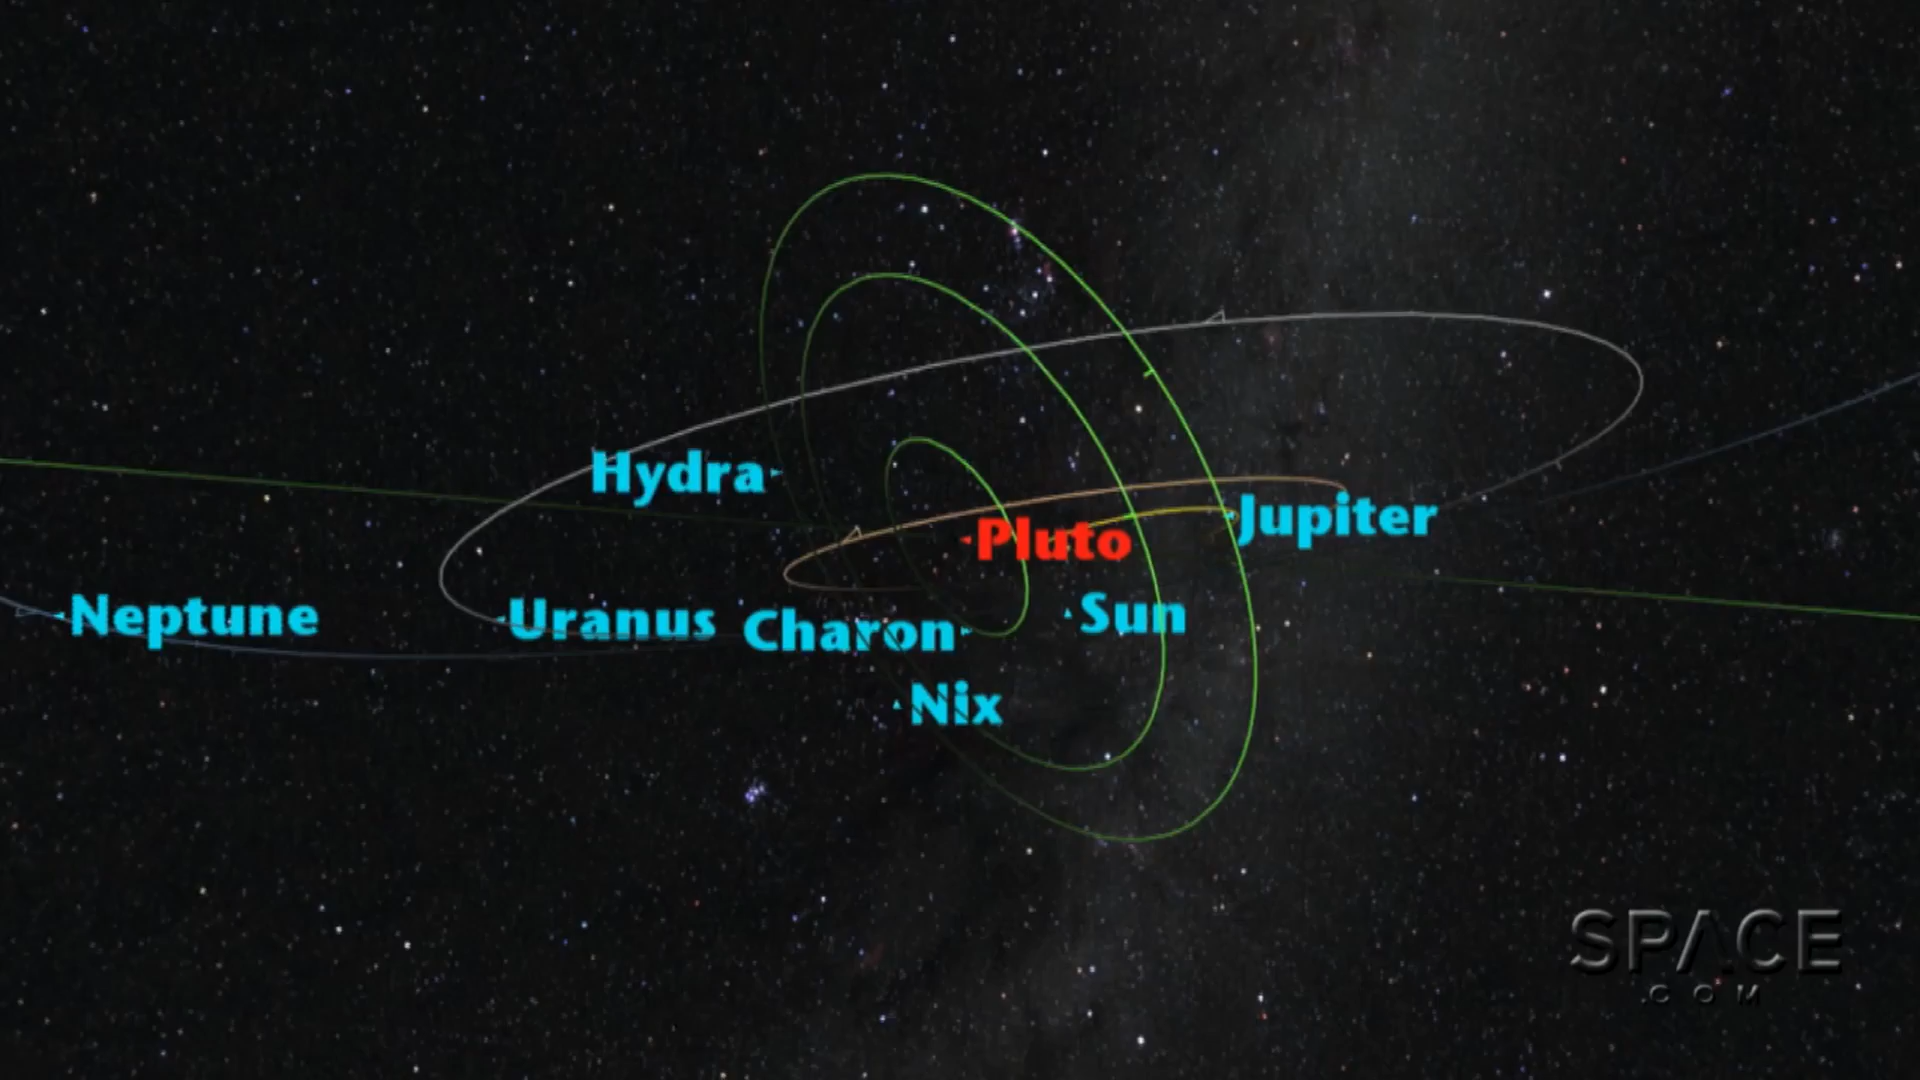 Hydra
Jupiter
Pluto
Neptune
Uranus
Charon
Sun
Nix
SPACE
.COM